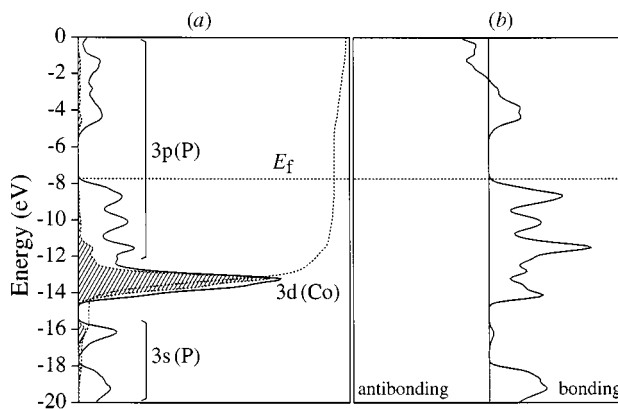 (a) (b)
0
-2
-4
-6
-8
-10
-12
-14
-16
-18
-20
Energy (eV)
3p (P)
Ef
3d (Co)
3s (P)
antibonding bonding